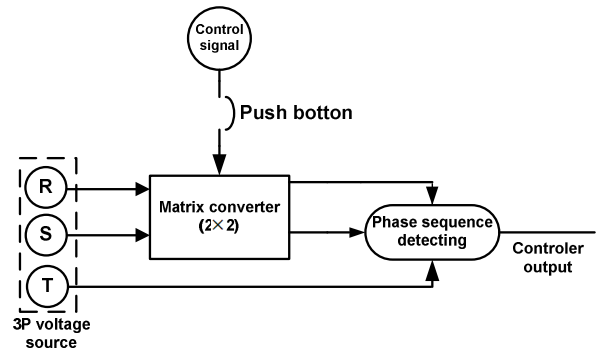 Control
signal
Push botton
R
S
T
Matrix converter
(2×2)
Phase sequence
detecting
Controler
output
3P voltage
source